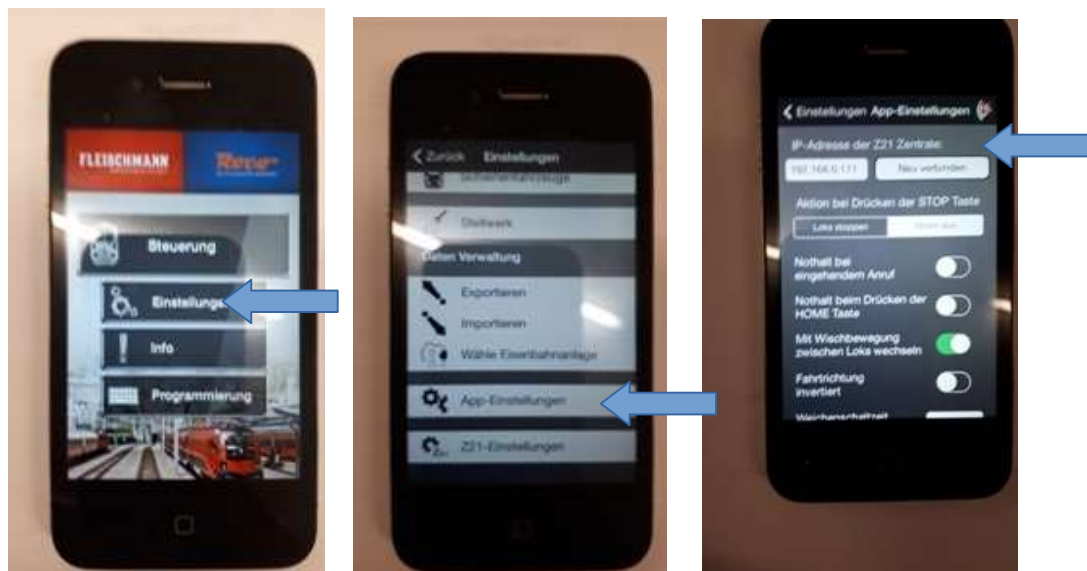 FLEISCHMANN
Roco
Steuerung
Einstellung
Info
Programmierung
Zurück Einstellungen
Schienenfahrzeuge
Stellwerk
Daten Verwaltung
Exportieren
Importieren
Wähle Eisenbahnanlage
App-Einstellungen
Z21-Einstellungen
Einstellungen App-Einstellungen
IP-Adresse der Z21 Zentrale:
192.168.0.111 Neu verbinden
Aktion bei Drücken der STOP Taste
Loks stoppen Strom aus
Nothalt bei
eingehendem Anruf
Nothalt beim Drücken der
HOME Taste
Mit Wischbewegung
zwischen Loks wechseln
Fahrtrichtung
invertiert
Weichenschaltzeit